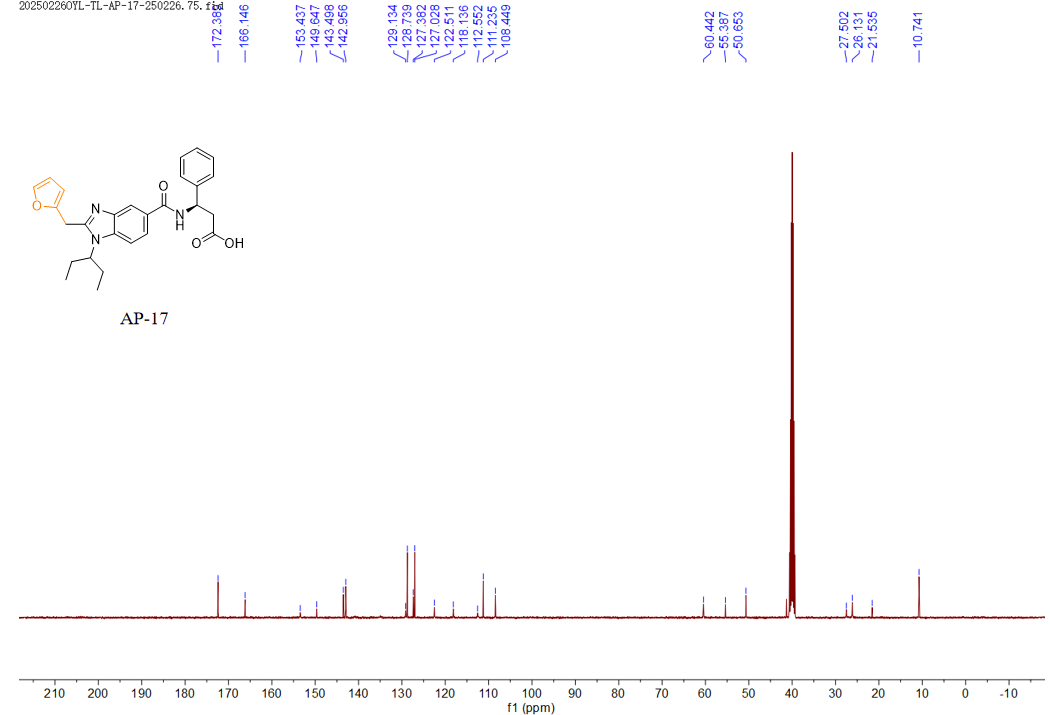 20250226OYL-TL-AP-17-250226.75.fid
172.389
166.146
153.437
149.647
143.498
142.956
129.134
128.739
127.382
127.028
122.511
118.136
112.552
111.235
108.449
60.442
55.387
50.653
27.502
26.131
21.535
10.741
O
N
N
O
N
H
O
OH
AP-17
210 200 190 180 170 160 150 140 130 120 110 100 90 80 70 60 50 40 30 20 10 0 -10
f1 (ppm)